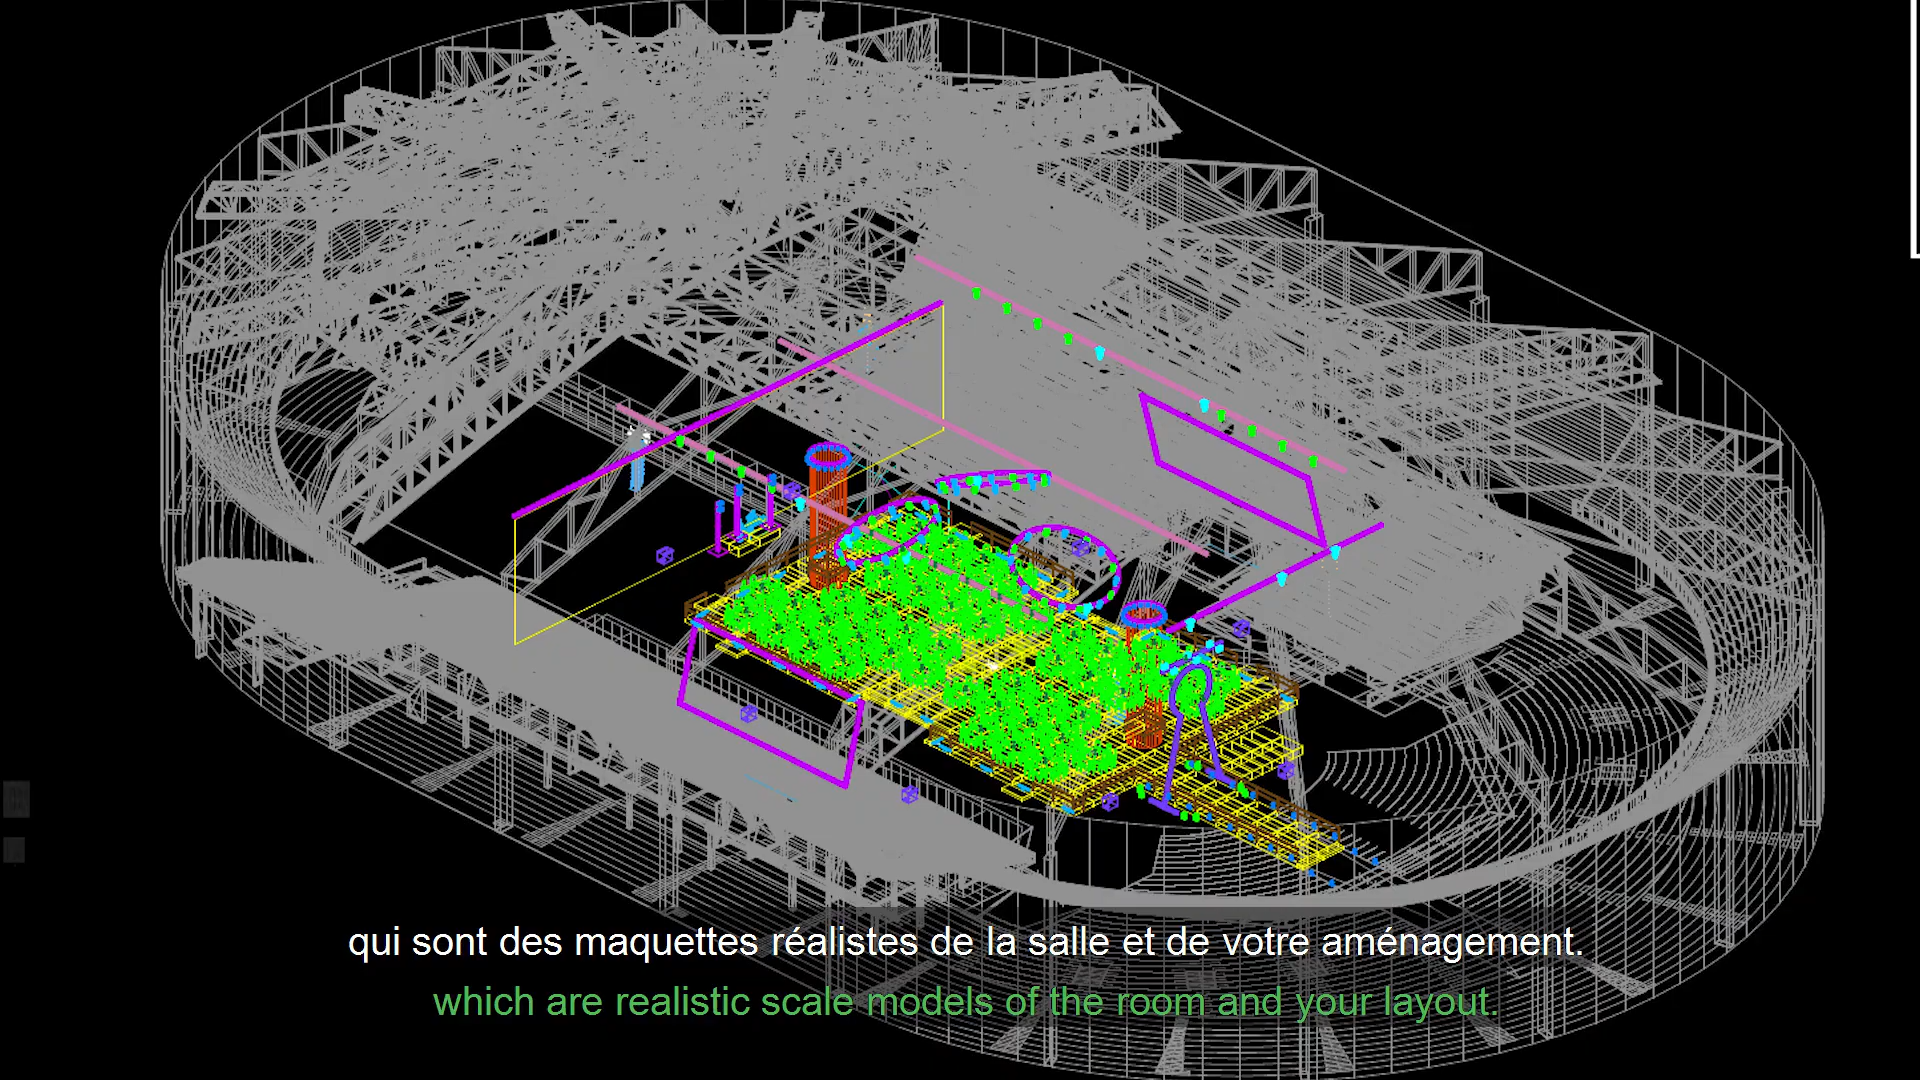 qui sont des maquettes réalistes de la salle et de votre aménagement.
which are realistic scale models of the room and your layout.